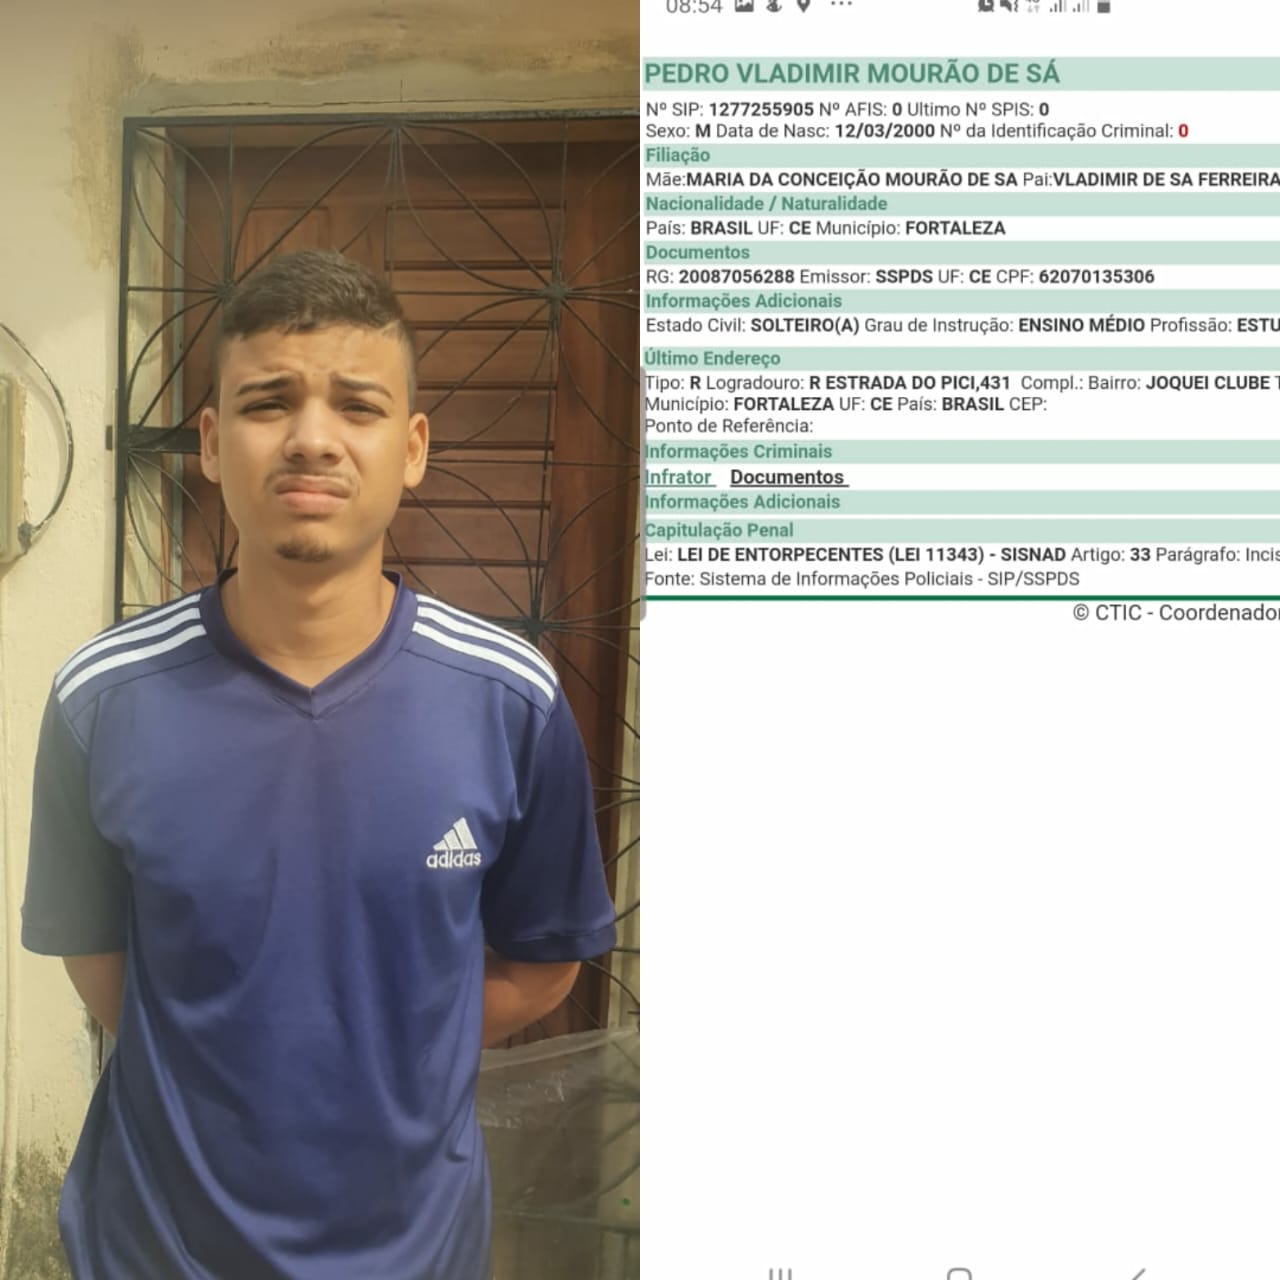 08:54
PEDRO VLADIMIR MOURÃO DE SÁ
Nº SIP: 1277255905 Nº AFIS: 0 Ultimo Nº SPIS: 0
Sexo: M Data de Nasc: 12/03/2000 Nº da Identificação Criminal: 0
Filiação
Mãe:MARIA DA CONCEIÇÃO MOURÃO DE SA Pai:VLADIMIR DE SA FERREIRA
Nacionalidade / Naturalidade
País: BRASIL UF: CE Município: FORTALEZA
Documentos
RG: 20087056288 Emissor: SSPDS UF: CE CPF: 62070135306
Informações Adicionais
Estado Civil: SOLTEIRO(A) Grau de Instrução: ENSINO MÉDIO Profissão: ESTU
Último Endereço
Tipo: R Logradouro: R ESTRADA DO PICI,431 Compl.: Bairro: JOQUEI CLUBE T
Município: FORTALEZA UF: CE País: BRASIL CEP:
Ponto de Referência:
Informações Criminais
Infrator Documentos
Informações Adicionais
Capitulação Penal
Lei: LEI DE ENTORPECENTES (LEI 11343) - SISNAD Artigo: 33 Parágrafo: Incis
Fonte: Sistema de Informações Policiais - SIP/SSPDS
© CTIC - Coordenador
adidas